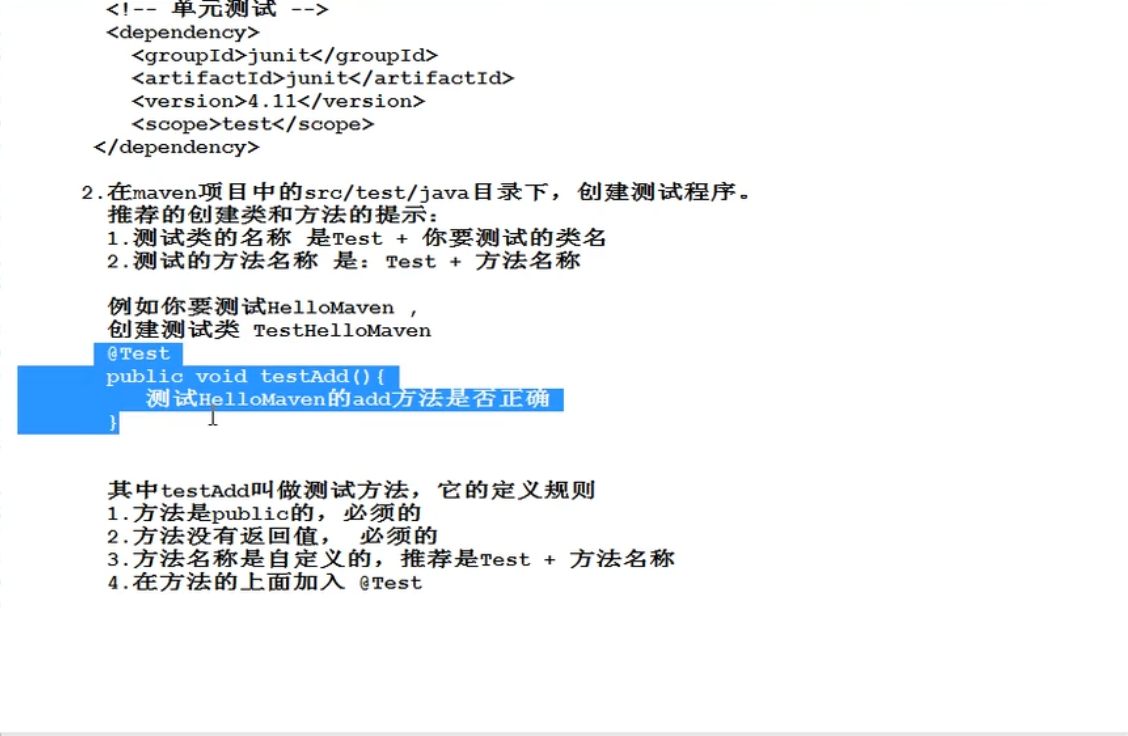 <!-- 单元测试 -->
<dependency>
<groupId>junit</groupId>
<artifactId>junit</artifactId>
<version>4.11</version>
<scope>test</scope>
</dependency>
2.在maven项目中的src/test/java目录下，创建测试程序。
推荐的创建类和方法的提示：
1.测试类的名称 是Test + 你要测试的类名
2.测试的方法名称 是：Test + 方法名称
例如你要测试HelloMaven ,
创建测试类 TestHelloMaven
@Test
public void testAdd(){
测试HelloMaven的add方法是否正确
}
其中testAdd叫做测试方法，它的定义规则
1.方法是public的，必须的
2.方法没有返回值， 必须的
3.方法名称是自定义的，推荐是Test + 方法名称
4.在方法的上面加入 @Test